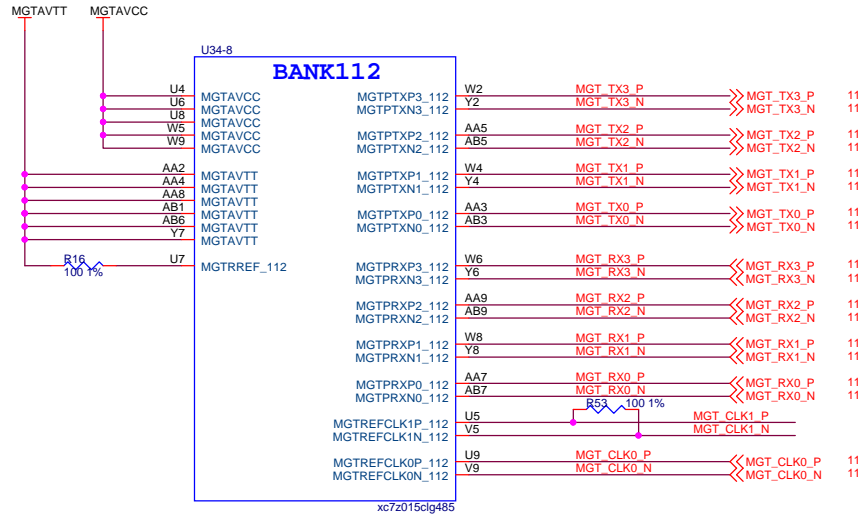 MGTAVTT MGTAVCC
U34-8
BANK112
U4 MGTAVCC MGTPTXP3_112 W2 MGT_TX3_P MGT_TX3_P 11
U6 MGTAVCC MGTPTXN3_112 Y2 MGT_TX3_N MGT_TX3_N 11
U8 MGTAVCC
W5 MGTAVCC MGTPTXP2_112 AA5 MGT_TX2_P MGT_TX2_P 11
W9 MGTAVCC MGTPTXN2_112 AB5 MGT_TX2_N MGT_TX2_N 11
AA2 MGTAVTT MGTPTXP1_112 W4 MGT_TX1_P MGT_TX1_P 11
AA4 MGTAVTT MGTPTXN1_112 Y4 MGT_TX1_N MGT_TX1_N 11
AA8 MGTAVTT
AB1 MGTAVTT MGTPTXP0_112 AA3 MGT_TX0_P MGT_TX0_P 11
AB6 MGTAVTT MGTPTXN0_112 AB3 MGT_TX0_N MGT_TX0_N 11
Y7 MGTAVTT
R16 100 1% U7 MGTRREF_112 MGTPRXP3_112 W6 MGT_RX3_P MGT_RX3_P 11
MGTPRXN3_112 Y6 MGT_RX3_N MGT_RX3_N 11
MGTPRXP2_112 AA9 MGT_RX2_P MGT_RX2_P 11
MGTPRXN2_112 AB9 MGT_RX2_N MGT_RX2_N 11
MGTPRXP1_112 W8 MGT_RX1_P MGT_RX1_P 11
MGTPRXN1_112 Y8 MGT_RX1_N MGT_RX1_N 11
MGTPRXP0_112 AA7 MGT_RX0_P MGT_RX0_P 11
MGTPRXN0_112 AB7 MGT_RX0_N MGT_RX0_N 11
R53 100 1%
MGTREFCLK1P_112 U5 MGT_CLK1_P
MGTREFCLK1N_112 V5 MGT_CLK1_N
MGTREFCLK0P_112 U9 MGT_CLK0_P MGT_CLK0_P 11
MGTREFCLK0N_112 V9 MGT_CLK0_N MGT_CLK0_N 11
xc7z015clg485